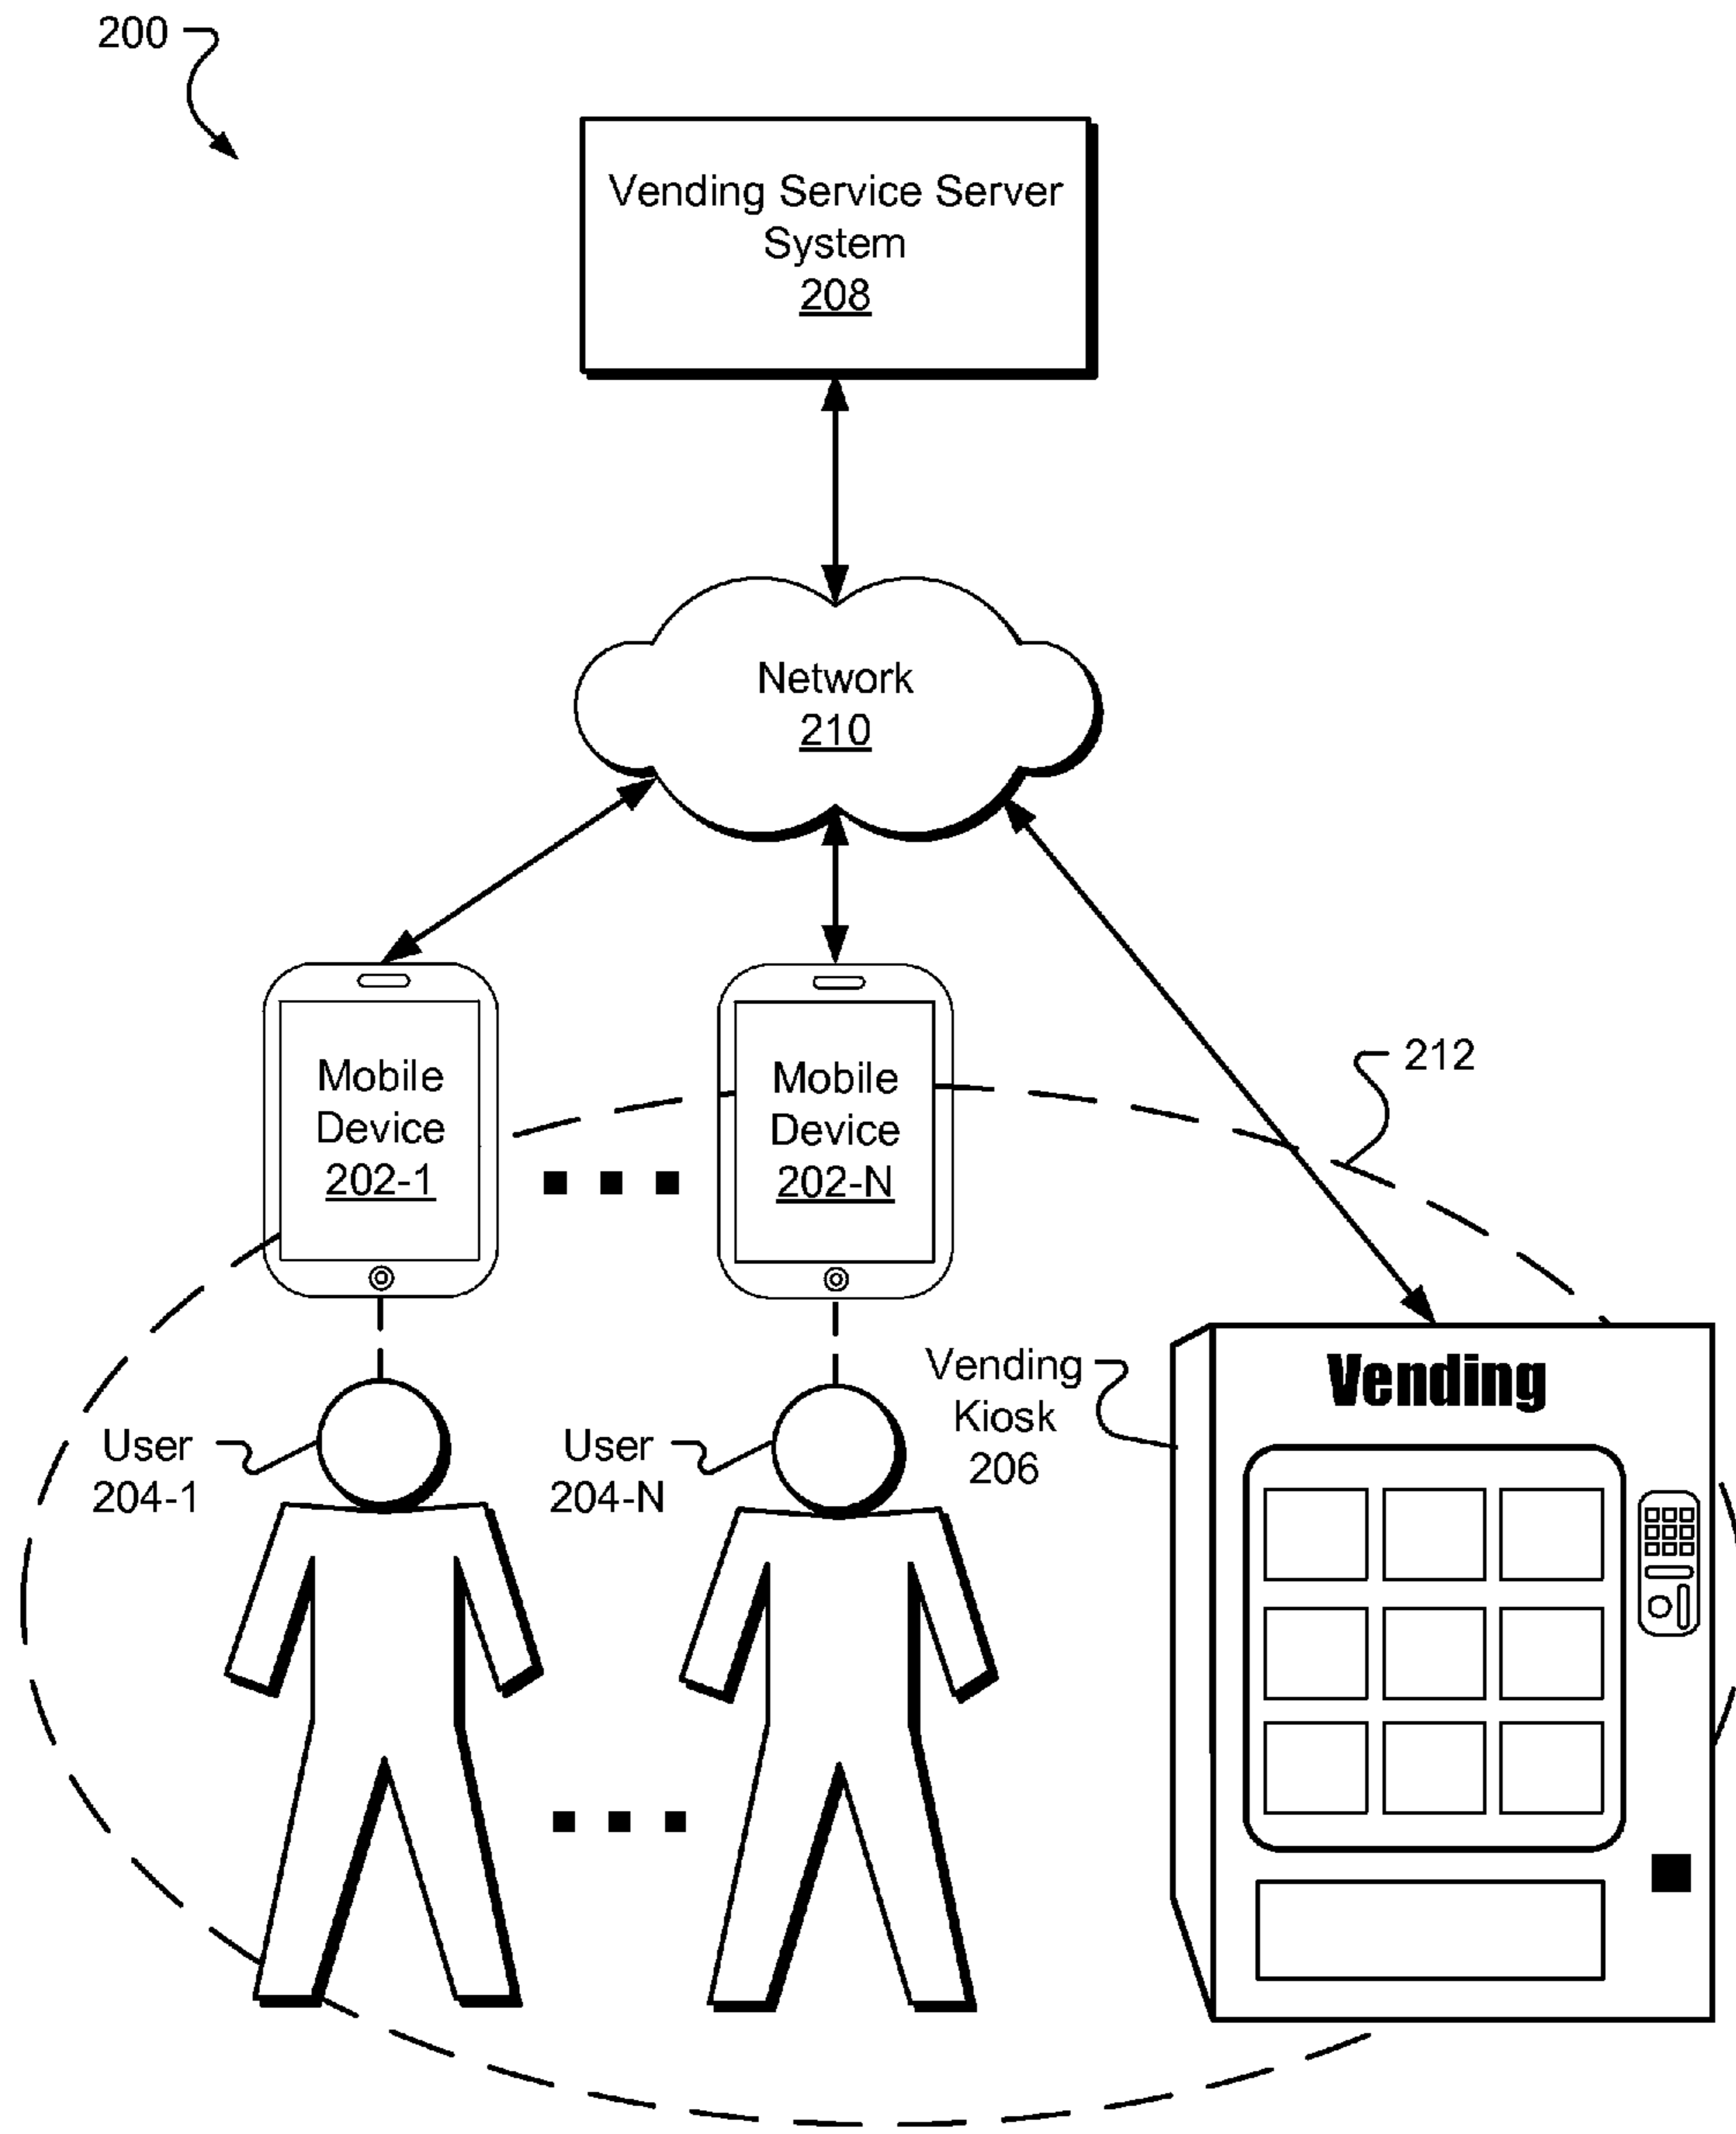 200
Vending Service Server
System
208
Network
210
212
Mobile
Device
202-1
Mobile
Device
202-N
Vending
Kiosk
206
Vending
User
204-1
User
204-N